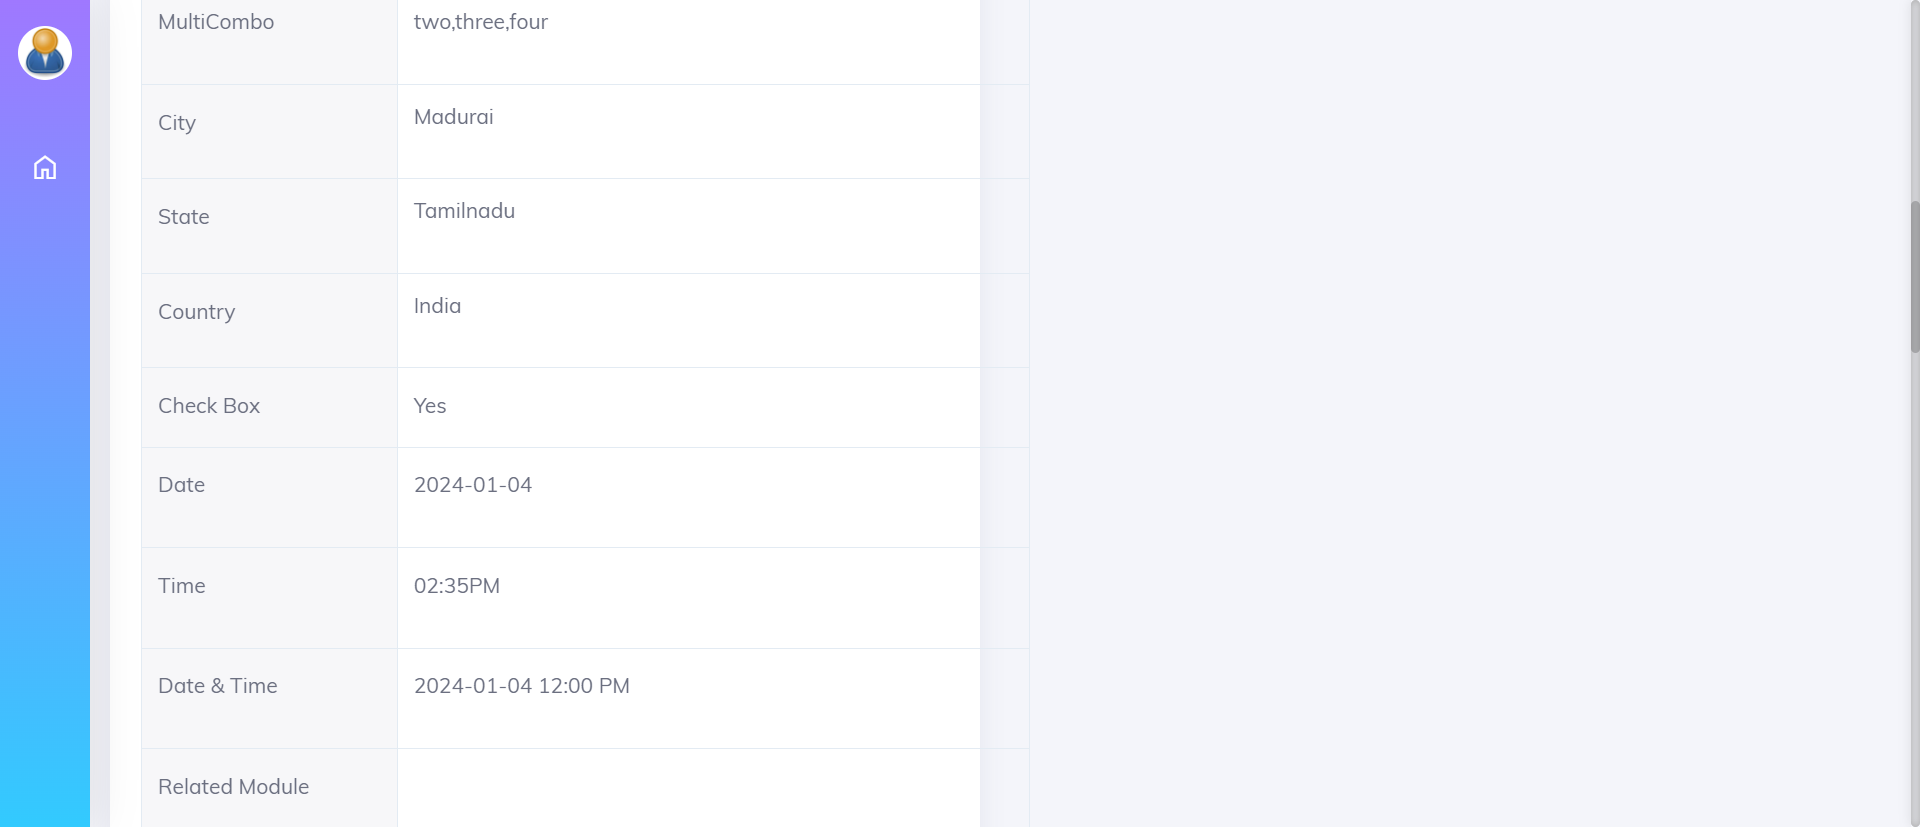 MultiCombo two,three,four
City Madurai
State Tamilnadu
Country India
Check Box Yes
Date 2024-01-04
Time 02:35PM
Date & Time 2024-01-04 12:00 PM
Related Module